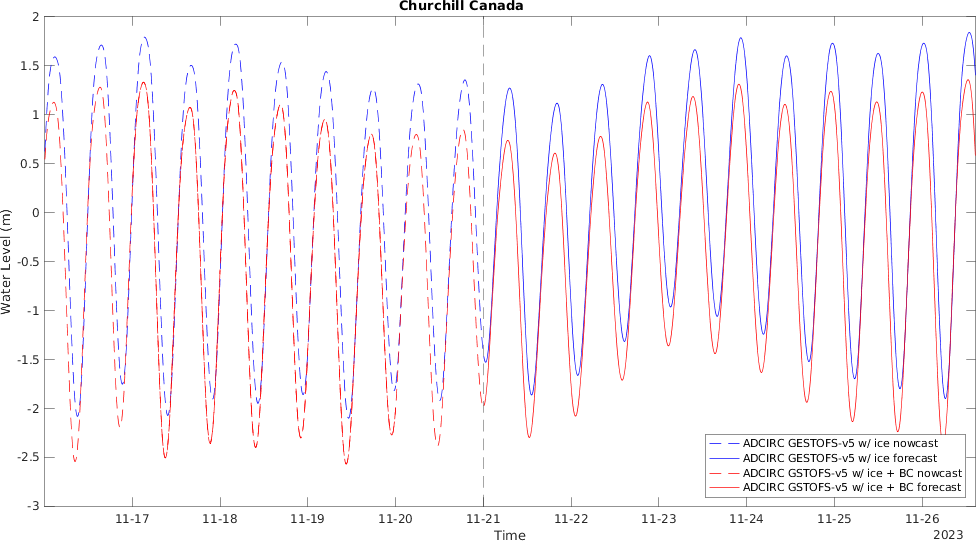 Churchill Canada
2
1.5
1
0.5
0
-0.5
-1
-1.5
-2
-2.5
-3
Water Level (m)
11-17 11-18 11-19 11-20 11-21 11-22 11-23 11-24 11-25 11-26
Time
2023
ADCIRC GESTOFS-v5 w/ ice nowcast
ADCIRC GESTOFS-v5 w/ ice forecast
ADCIRC GSTOFS-v5 w/ ice + BC nowcast
ADCIRC GSTOFS-v5 w/ ice + BC forecast